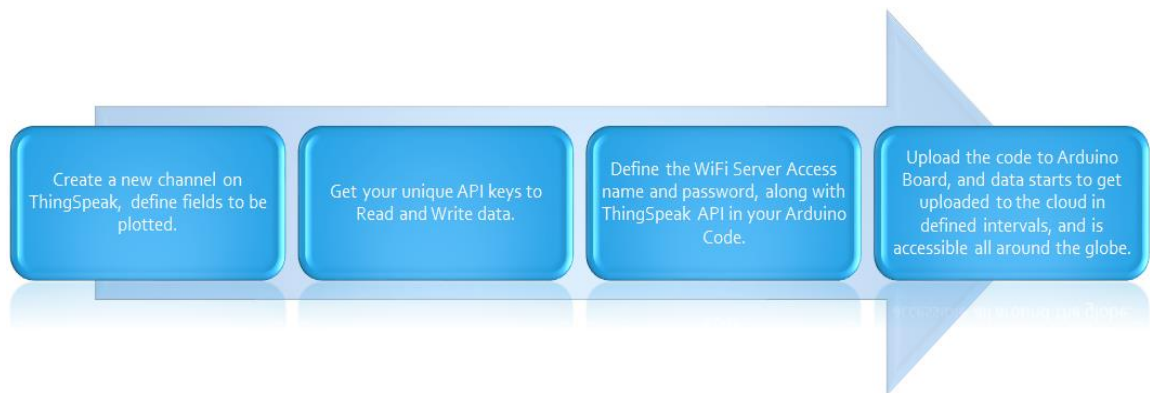 Create a new channel on
ThingSpeak, define fields to be
plotted.
Get your unique API keys to
Read and Write data.
Define the WiFi Server Access
name and password, along with
ThingSpeak API in your Arduino
Code.
Upload the code to Arduino
Board, and data starts to get
uploaded to the cloud in
defined intervals, and is
accessible all around the globe.